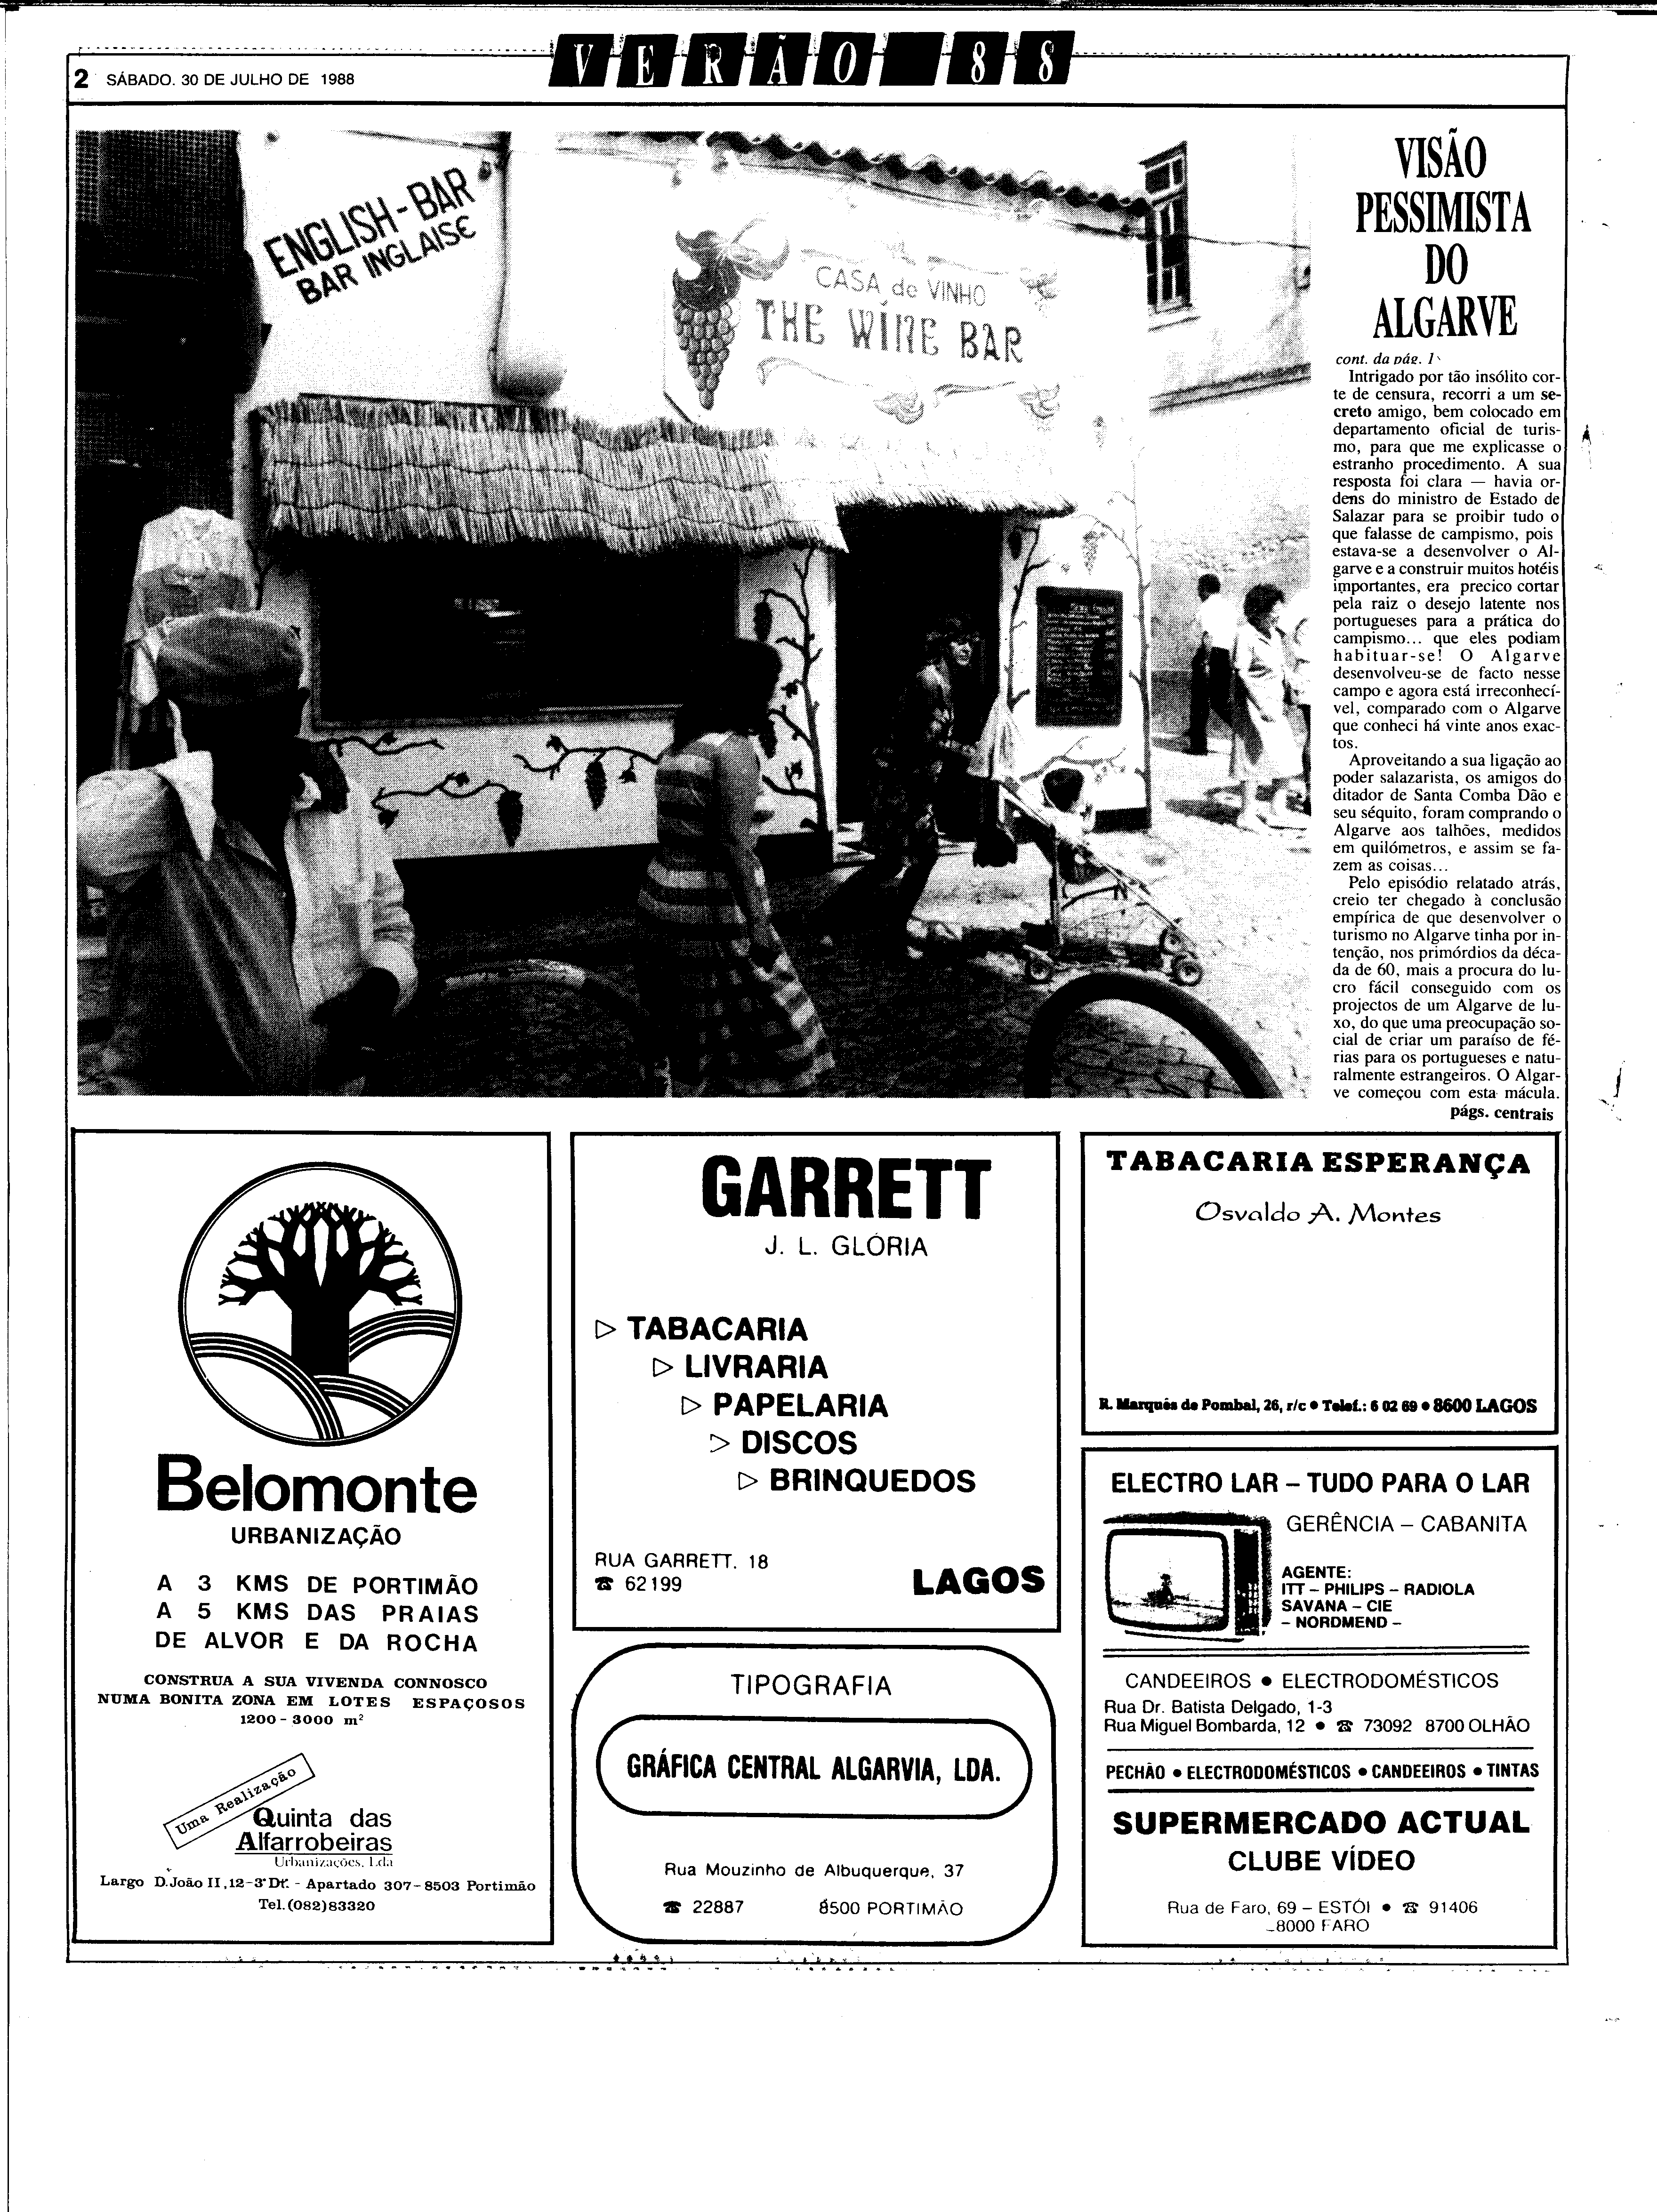 2 SÁBADO. 30 DE JULHO DE 1988
VERÃO 88
ENGLISH-BAR
BAR INGLAISE
CASA de VINHO
THE WINE BAR
VISÃO
PESSIMISTA
DO
ALGARVE
cont. da pág. 1
Intrigado por tão insólito cor-
te de censura, recorri a um se-
creto amigo, bem colocado em
departamento oficial de turis-
mo, para que me explicasse o
estranho procedimento. A sua
resposta foi clara — havia or-
dens do ministro de Estado de
Salazar para se proibir tudo o
que falasse de campismo, pois
estava-se a desenvolver o Al-
garve e a construir muitos hotéis
importantes, era precico cortar
pela raiz o desejo latente nos
portugueses para a prática do
campismo... que eles podiam
habituar-se! O Algarve
desenvolveu-se de facto nesse
campo e agora está irreconhecí-
vel, comparado com o Algarve
que conheci há vinte anos exac-
tos.
Aproveitando a sua ligação ao
poder salazarista, os amigos do
ditador de Santa Comba Dão e
seu séquito, foram comprando o
Algarve aos talhões, medidos
em quilómetros, e assim se fa-
zem as coisas...
Pelo episódio relatado atrás,
creio ter chegado à conclusão
empírica de que desenvolver o
turismo no Algarve tinha por in-
tenção, nos primórdios da déca-
da de 60, mais a procura do lu-
cro fácil conseguido com os
projectos de um Algarve de lu-
xo, do que uma preocupação so-
cial de criar um paraíso de fé-
rias para os portugueses e natu-
ralmente estrangeiros. O Algar-
ve começou com esta mácula.
págs. centrais
Belomonte
URBANIZAÇÃO
A 3 KMS DE PORTIMÃO
A 5 KMS DAS PRAIAS
DE ALVOR E DA ROCHA
CONSTRUA A SUA VIVENDA CONNOSCO
NUMA BONITA ZONA EM LOTES ESPAÇOSOS
1200 - 3000 m²
Uma Realização
Quinta das
Alfarrobeiras
Urbanizações, Lda
Largo D. João II, 12-3º Dt. - Apartado 307-8503 Portimão
Tel. (082) 83320
GARRETT
J. L. GLÓRIA
▷ TABACARIA
▷ LIVRARIA
▷ PAPELARIA
▷ DISCOS
▷ BRINQUEDOS
RUA GARRETT. 18
☎ 62199
LAGOS
TIPOGRAFIA
GRÁFICA CENTRAL ALGARVIA, LDA.
Rua Mouzinho de Albuquerque, 37
☎ 22887 8500 PORTIMÃO
TABACARIA ESPERANÇA
Osvaldo A. Montes
R. Marquês de Pombal, 26, r/c • Telef.: 6 02 69 • 8600 LAGOS
ELECTRO LAR – TUDO PARA O LAR
GERÊNCIA – CABANITA
AGENTE:
ITT – PHILIPS – RADIOLA
SAVANA – CIE
– NORDMEND –
CANDEEIROS • ELECTRODOMÉSTICOS
Rua Dr. Batista Delgado, 1-3
Rua Miguel Bombarda, 12 • ☎ 73092 8700 OLHÃO
PECHÃO • ELECTRODOMÉSTICOS • CANDEEIROS • TINTAS
SUPERMERCADO ACTUAL
CLUBE VÍDEO
Rua de Faro, 69 – ESTÓI • ☎ 91406
8000 FARO